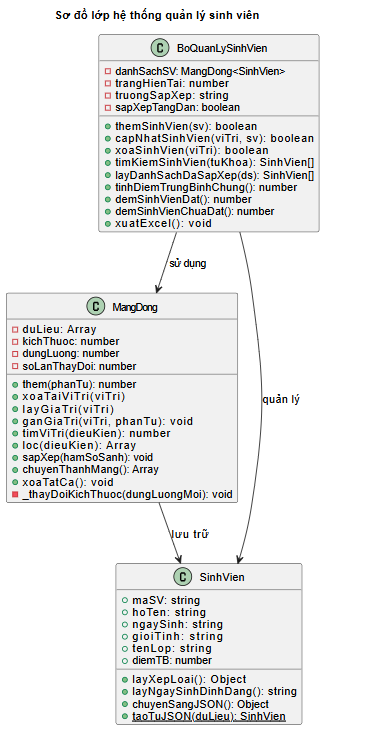 Sơ đồ lớp hệ thống quản lý sinh viên
C BoQuanLySinhVien
danhSachSV: MangDong<SinhVien>
trangHienTai: number
truongSapXep: string
sapXepTangDan: boolean
themSinhVien(sv): boolean
capNhatSinhVien(viTri, sv): boolean
xoaSinhVien(viTri): boolean
timKiemSinhVien(tuKhoa): SinhVien[]
layDanhSachDaSapXep(ds): SinhVien[]
tinhDiemTrungBinhChung(): number
demSinhVienDat(): number
demSinhVienChuaDat(): number
xuatExcel(): void
sử dụng
C MangDong
duLieu: Array
kichThuoc: number
dungLuong: number
soLanThayDoi: number
them(phanTu): number
xoaTaiViTri(viTri)
layGiaTri(viTri)
ganGiaTri(viTri, phanTu): void
timViTri(dieuKien): number
loc(dieuKien): Array
sapXep(hamSoSanh): void
chuyenThanhMang(): Array
xoaTatCa(): void
_thayDoiKichThuoc(dungLuongMoi): void
quản lý
lưu trữ
C SinhVien
maSV: string
hoTen: string
ngaySinh: string
gioiTinh: string
tenLop: string
diemTB: number
layXepLoai(): Object
layNgaySinhDinhDang(): string
chuyenSangJSON(): Object
taoTuJSON(duLieu): SinhVien